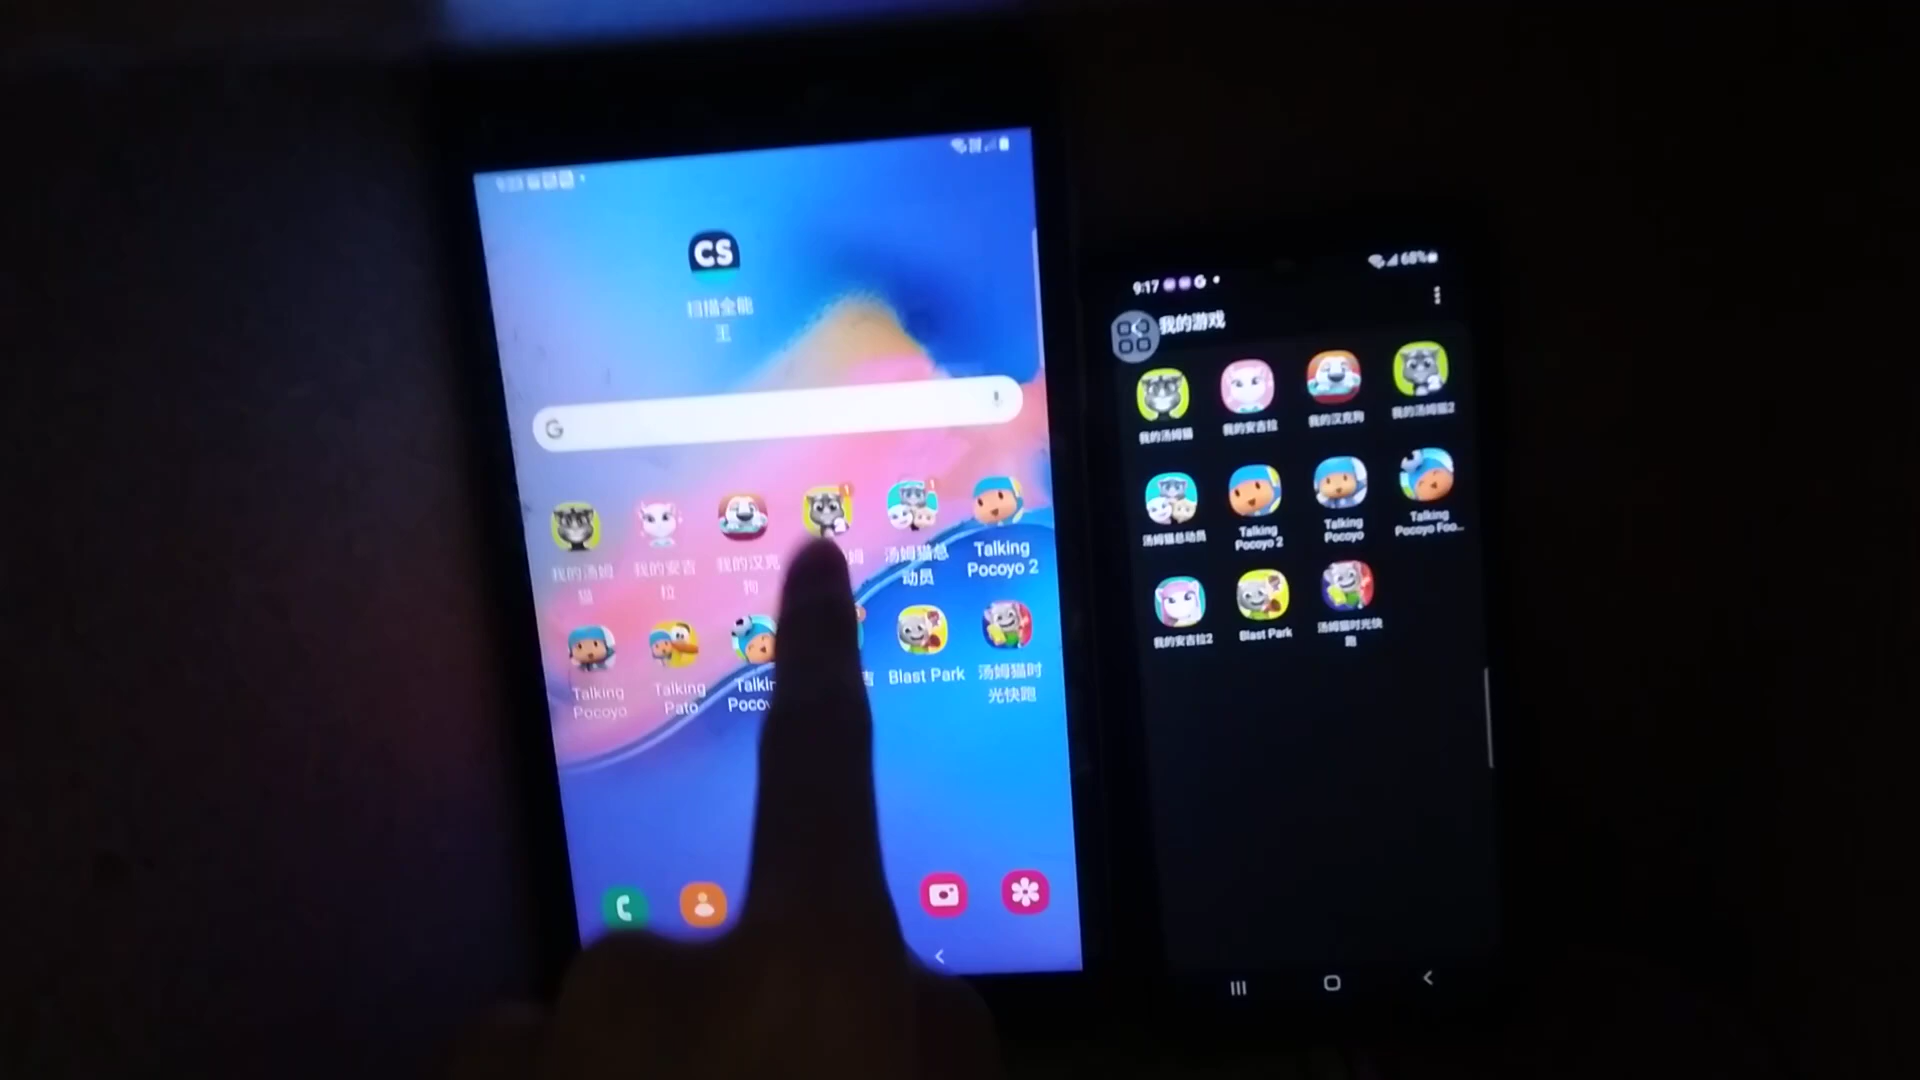 CS
扫描全能
王
G
我的汤姆
猫
我的安吉
拉
我的汉克
狗
姆
汤姆猫总
动员
Talking
Pocoyo 2
Talking
Pocoyo
Talking
Pato
吉
Blast Park
汤姆猫时
光快跑
9:17
68%
我的游戏
我的汤姆猫
我的安吉拉
我的汉克狗
我的汤姆猫2
汤姆猫总动员
Talking
Pocoyo 2
Talking
Pocoyo
Talking
Pocoyo Foo...
我的安吉拉2
Blast Park
汤姆猫时光快
跑